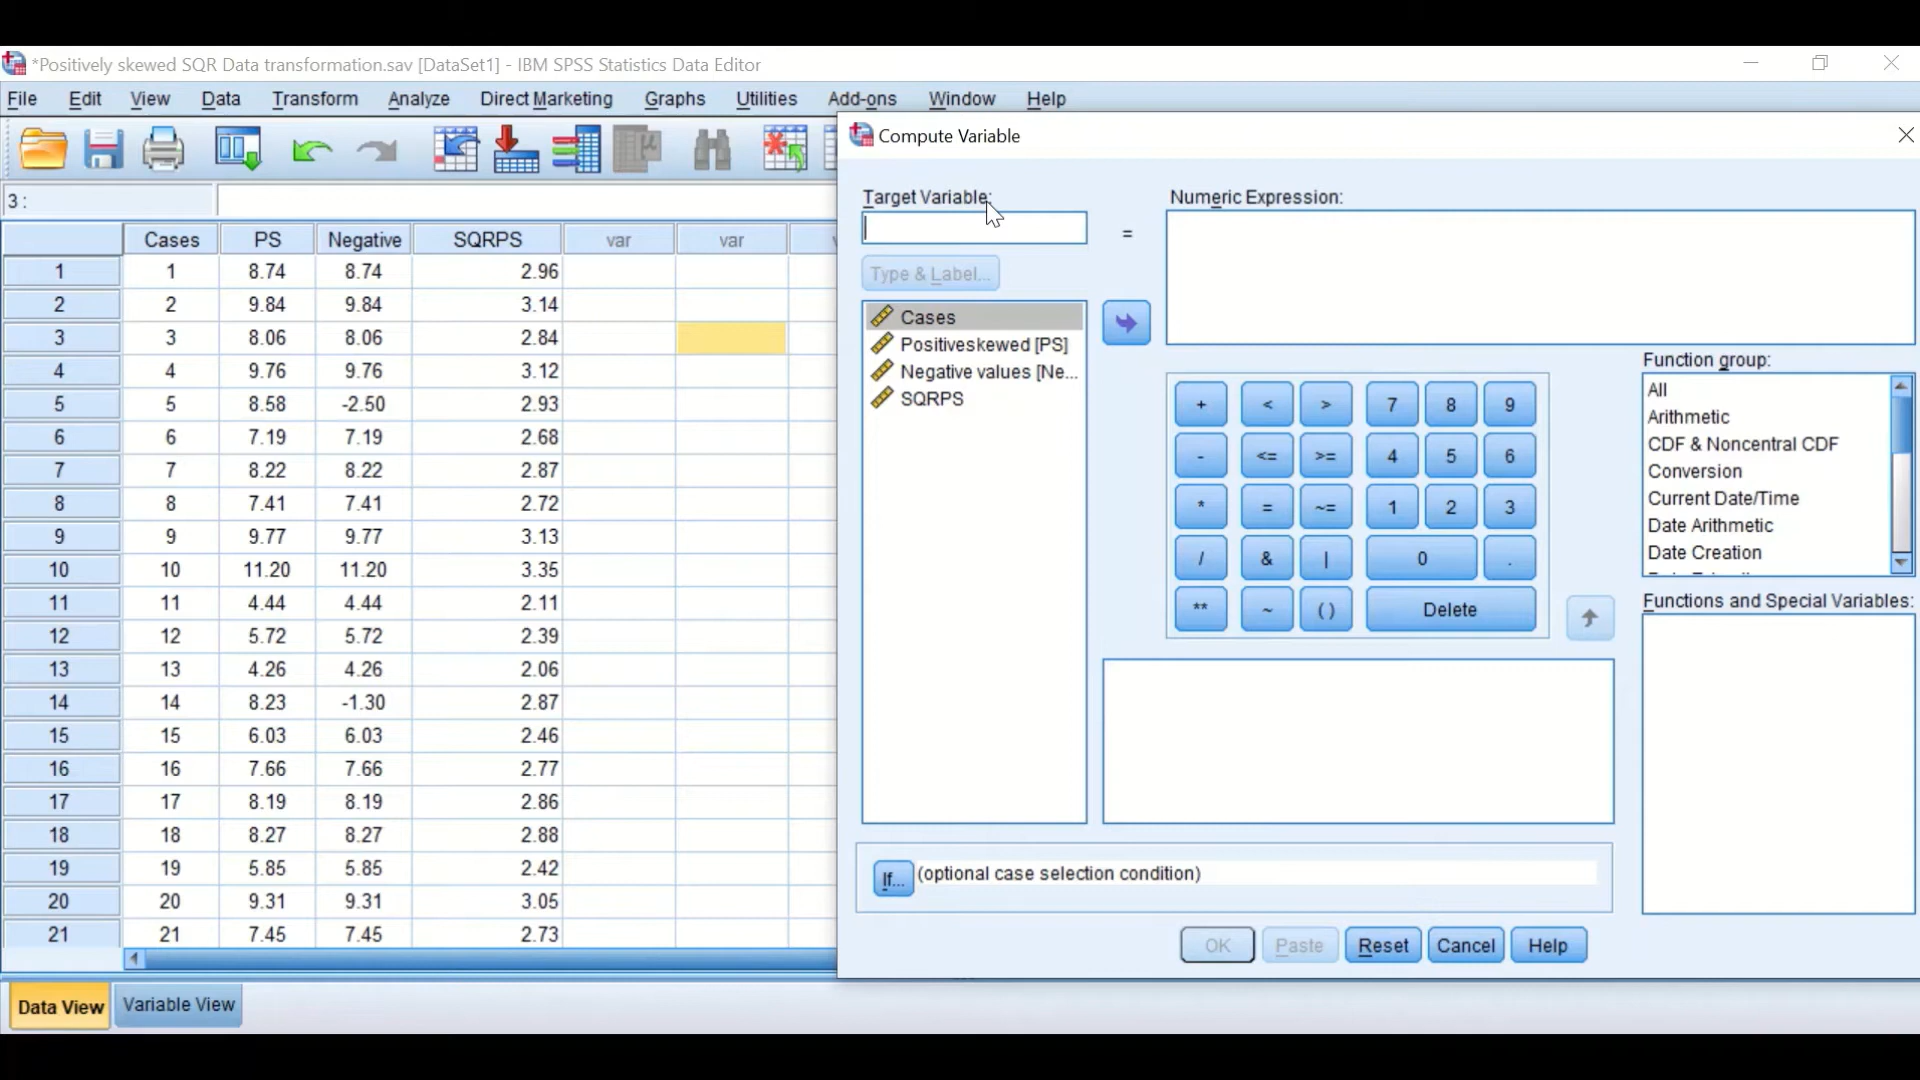 *Positively skewed SQR Data transformation.sav [DataSet1] - IBM SPSS Statistics Data Editor
File Edit View Data Transform Analyze Direct Marketing Graphs Utilities Add-ons Window Help
3 :
Cases PS Negative SQRPS var var
1 1 8.74 8.74 2.96
2 2 9.84 9.84 3.14
3 3 8.06 8.06 2.84
4 4 9.76 9.76 3.12
5 5 8.58 -2.50 2.93
6 6 7.19 7.19 2.68
7 7 8.22 8.22 2.87
8 8 7.41 7.41 2.72
9 9 9.77 9.77 3.13
10 10 11.20 11.20 3.35
11 11 4.44 4.44 2.11
12 12 5.72 5.72 2.39
13 13 4.26 4.26 2.06
14 14 8.23 -1.30 2.87
15 15 6.03 6.03 2.46
16 16 7.66 7.66 2.77
17 17 8.19 8.19 2.86
18 18 8.27 8.27 2.88
19 19 5.85 5.85 2.42
20 20 9.31 9.31 3.05
21 21 7.45 7.45 2.73
Data View Variable View
Compute Variable
Target Variable:
=
Numeric Expression:
Type & Label...
Cases
Positiveskewed [PS]
Negative values [Ne...
SQRPS
+ < > 7 8 9
- <= >= 4 5 6
* = ~= 1 2 3
/ & | 0 .
** ~ ( ) Delete
Function group:
All
Arithmetic
CDF & Noncentral CDF
Conversion
Current Date/Time
Date Arithmetic
Date Creation
Functions and Special Variables:
If... (optional case selection condition)
OK Paste Reset Cancel Help